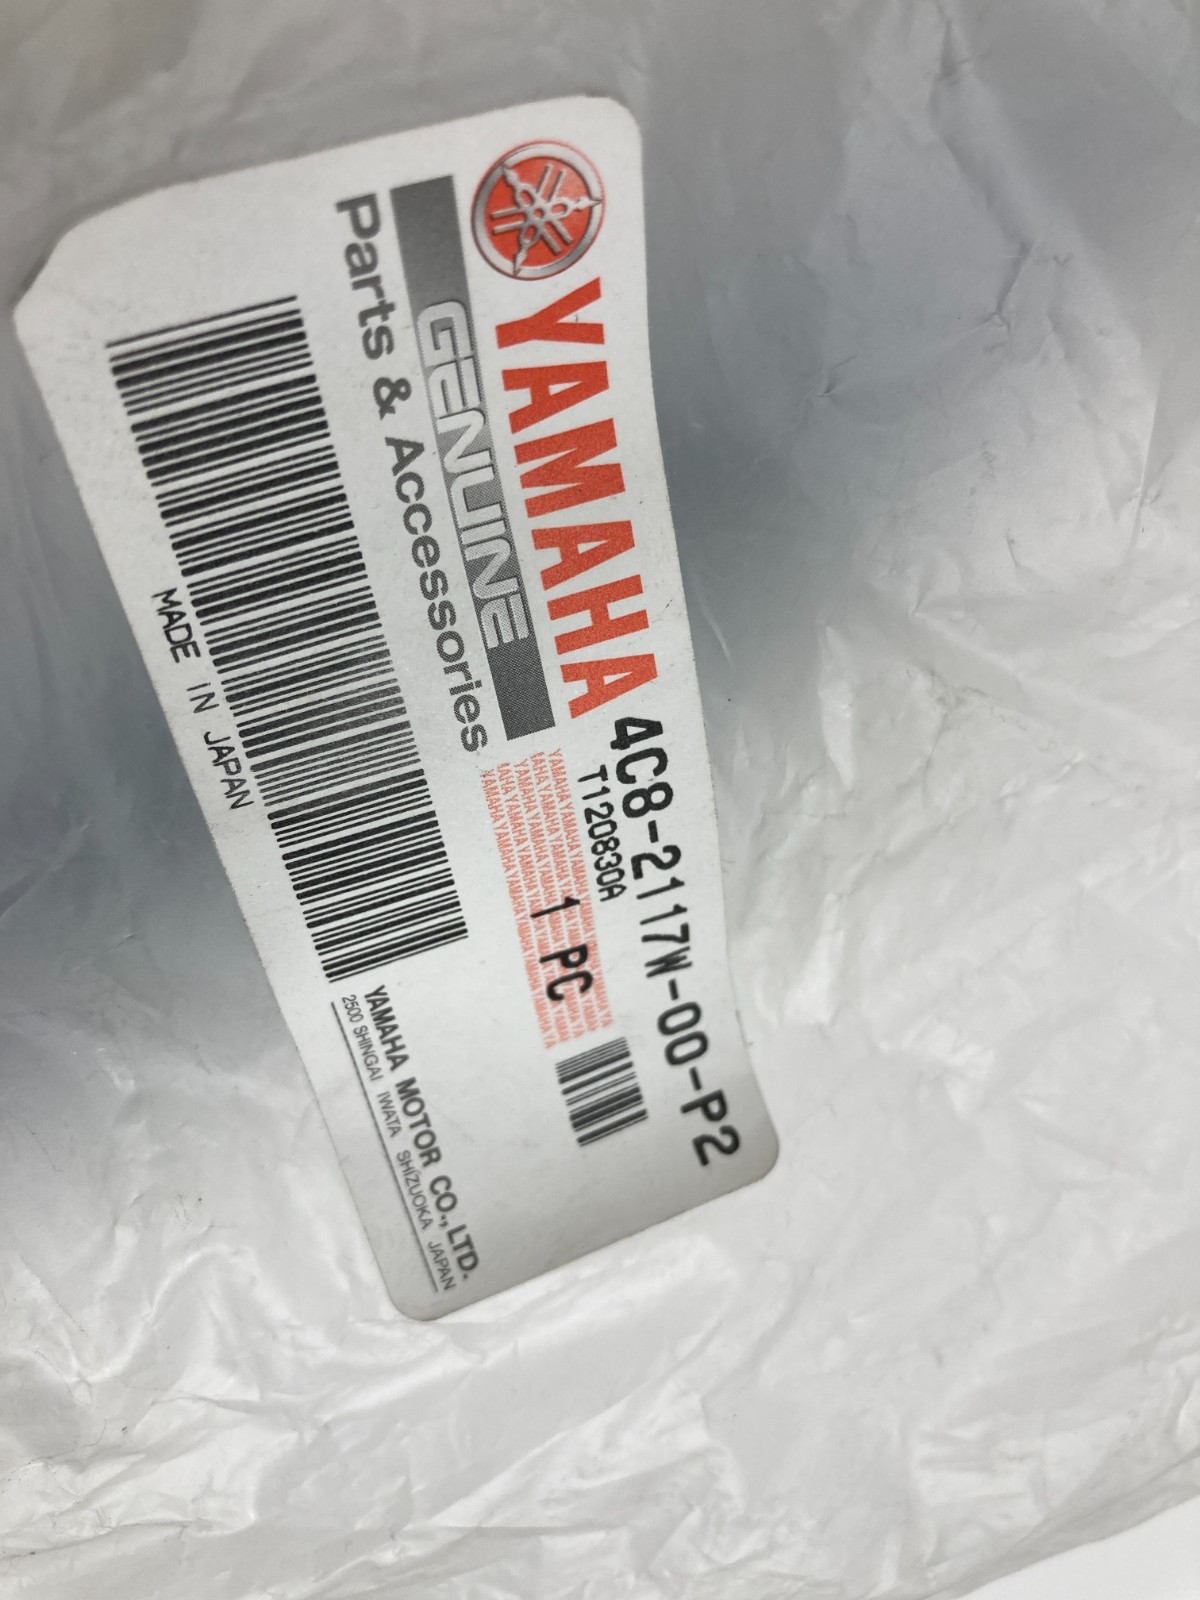 YAMAHA
GENUINE
Parts & Accessories
4C8-2117W-00-P2
T120830A
1 PC
MADE IN JAPAN
YAMAHA MOTOR CO., LTD.
2500 SHINGAI IWATA SHIZUOKA JAPAN